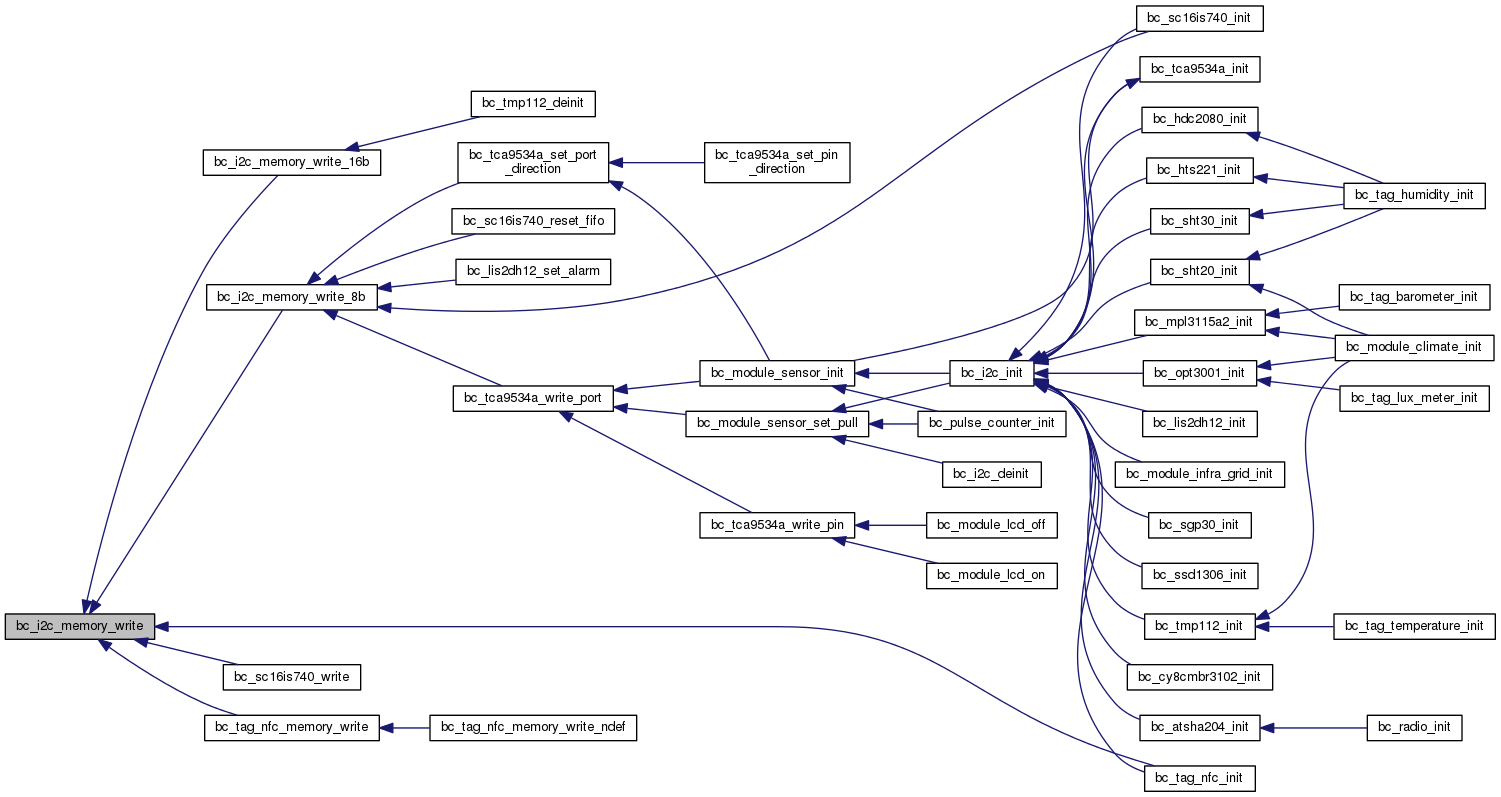 bc_sc16is740_init
bc_tca9534a_init
bc_tmp112_deinit
bc_hdc2080_init
bc_i2c_memory_write_16b
bc_tca9534a_set_port
_direction
bc_tca9534a_set_pin
_direction
bc_hts221_init
bc_tag_humidity_init
bc_sc16is740_reset_fifo
bc_sht30_init
bc_lis2dh12_set_alarm
bc_sht20_init
bc_i2c_memory_write_8b
bc_tag_barometer_init
bc_mpl3115a2_init
bc_module_climate_init
bc_module_sensor_init
bc_i2c_init
bc_opt3001_init
bc_tca9534a_write_port
bc_tag_lux_meter_init
bc_module_sensor_set_pull
bc_pulse_counter_init
bc_lis2dh12_init
bc_i2c_deinit
bc_module_infra_grid_init
bc_tca9534a_write_pin
bc_module_lcd_off
bc_sgp30_init
bc_module_lcd_on
bc_ssd1306_init
bc_i2c_memory_write
bc_tmp112_init
bc_tag_temperature_init
bc_sc16is740_write
bc_cy8cmbr3102_init
bc_tag_nfc_memory_write
bc_tag_nfc_memory_write_ndef
bc_atsha204_init
bc_radio_init
bc_tag_nfc_init